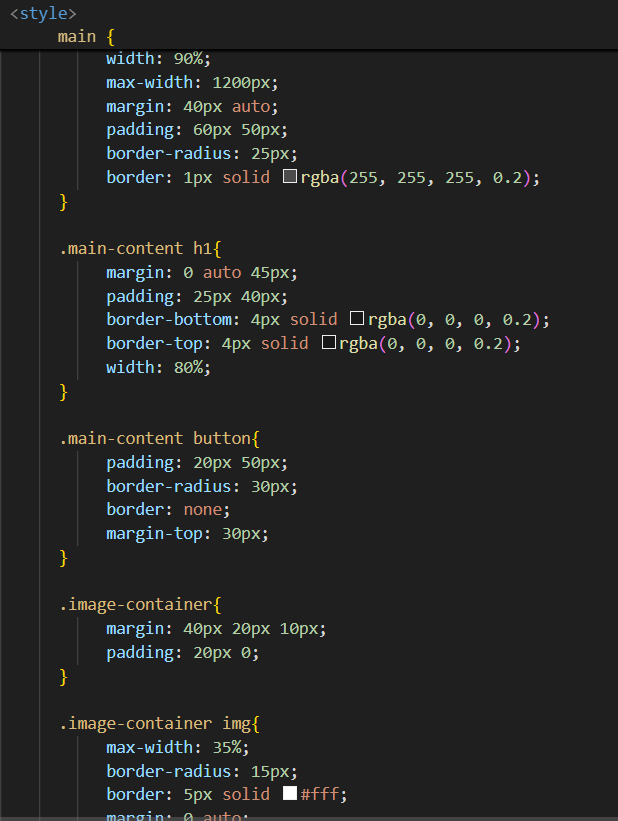 <style>
main {
width: 90%;
max-width: 1200px;
margin: 40px auto;
padding: 60px 50px;
border-radius: 25px;
border: 1px solid rgba(255, 255, 255, 0.2);
}
.main-content h1{
margin: 0 auto 45px;
padding: 25px 40px;
border-bottom: 4px solid rgba(0, 0, 0, 0.2);
border-top: 4px solid rgba(0, 0, 0, 0.2);
width: 80%;
}
.main-content button{
padding: 20px 50px;
border-radius: 30px;
border: none;
margin-top: 30px;
}
.image-container{
margin: 40px 20px 10px;
padding: 20px 0;
}
.image-container img{
max-width: 35%;
border-radius: 15px;
border: 5px solid #fff;
margin: 0 auto;